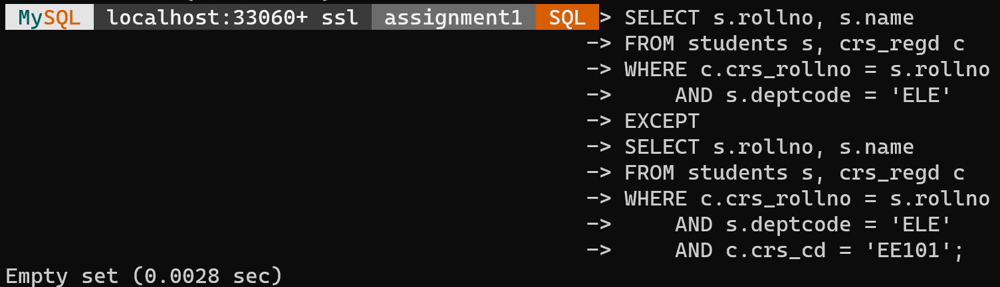 MySQL localhost:33060+ ssl assignment1 SQL > SELECT s.rollno, s.name
-> FROM students s, crs_regd c
-> WHERE c.crs_rollno = s.rollno
->     AND s.deptcode = 'ELE'
-> EXCEPT
-> SELECT s.rollno, s.name
-> FROM students s, crs_regd c
-> WHERE c.crs_rollno = s.rollno
->     AND s.deptcode = 'ELE'
->     AND c.crs_cd = 'EE101';
Empty set (0.0028 sec)